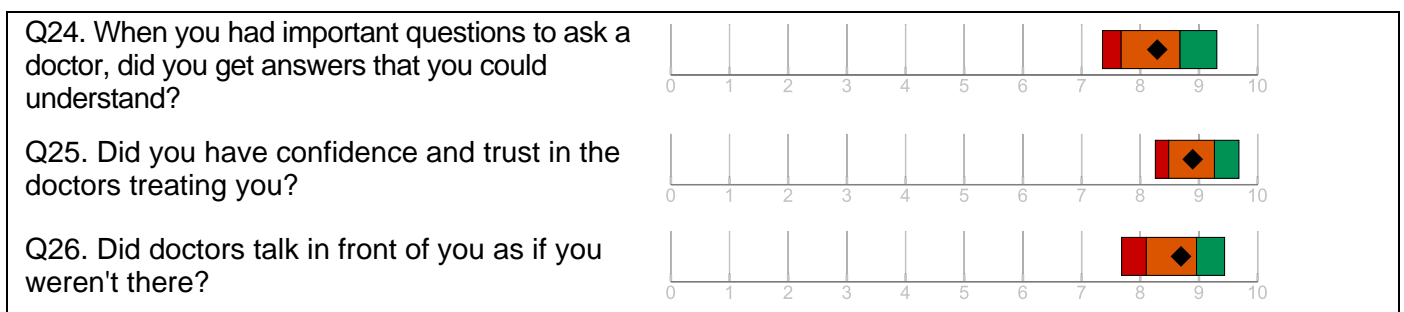 Q24. When you had important questions to ask a
doctor, did you get answers that you could
understand?
0 1 2 3 4 5 6 7 8 9 10
Q25. Did you have confidence and trust in the
doctors treating you?
0 1 2 3 4 5 6 7 8 9 10
Q26. Did doctors talk in front of you as if you
weren't there?
0 1 2 3 4 5 6 7 8 9 10